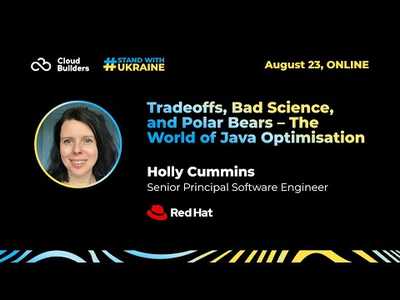 Cloud
Builders
#STAND WITH
UKRAINE
August 23, ONLINE
Tradeoffs, Bad Science,
and Polar Bears – The
World of Java Optimisation
Holly Cummins
Senior Principal Software Engineer
Red Hat